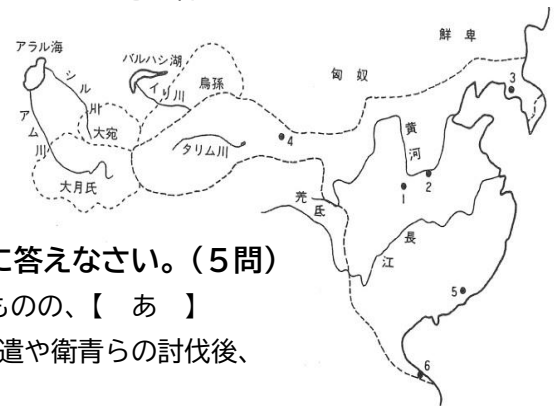 鮮卑
匈奴
アラル海
バルハシ湖
シル川
イリ川
烏孫
アム川
大宛
タリム川
大月氏
黄河
羌
氐
長江
1
2
3
4
5
6
に答えなさい。(5問)
ものの、【 あ 】
遣や衛青らの討伐後、